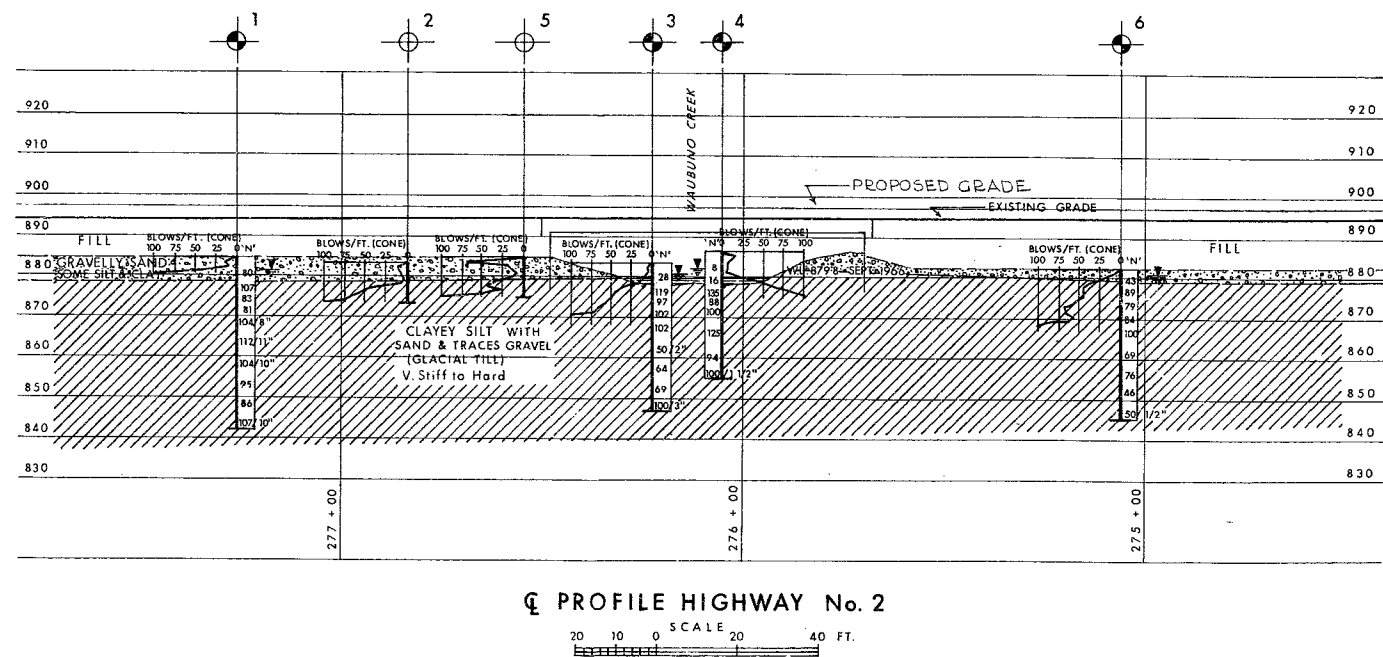 1
2
5
3
4
6
WAUBUNO CREEK
920
920
910
910
900
900
PROPOSED GRADE
EXISTING GRADE
890
890
FILL
FILL
BLOWS/FT. (CONE)
100 75 50 25 0 'N'
BLOWS/FT. (CONE)
100 75 50 25 0
BLOWS/FT. (CONE)
100 75 50 25 0
BLOWS/FT. (CONE)
100 75 50 25 0 'N'
BLOWS/FT. (CONE)
'N' 0 25 50 75 100
BLOWS/FT. (CONE)
100 75 50 25 0 'N'
GRAVELLY SAND
SOME SILT & CLAY
880
880
W.L. 879.8 - SEPT. 1966
80
107
83
81
104/8"
112/11"
104/10"
95
86
107/10"
28
119
97
102
102
50/2"
64
69
100/3"
8
16
135
88
100
125
94
100/1 1/2"
43
89
79
84
100
69
76
46
50/1/2"
870
870
CLAYEY SILT WITH
SAND & TRACES GRAVEL
(GLACIAL TILL)
V. Stiff to Hard
860
860
850
850
840
840
830
830
277 + 00
276 + 00
275 + 00
℄ PROFILE HIGHWAY No. 2
SCALE
20 10 0 20 40 FT.